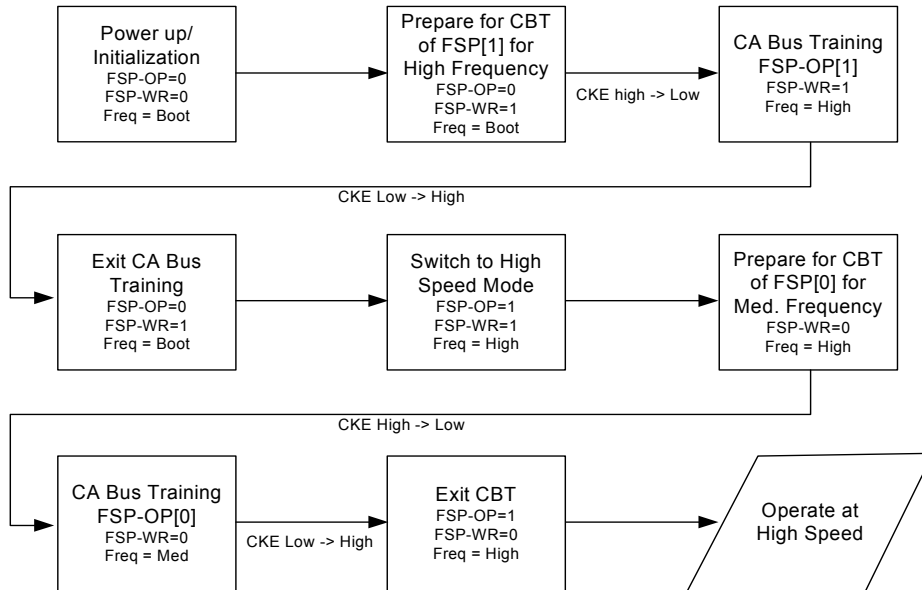 Power up/
Initialization
FSP-OP=0
FSP-WR=0
Freq = Boot
Prepare for CBT
of FSP[1] for
High Frequency
FSP-OP=0
FSP-WR=1
Freq = Boot
CKE high -> Low
CA Bus Training
FSP-OP[1]
FSP-WR=1
Freq = High
CKE Low -> High
Exit CA Bus
Training
FSP-OP=0
FSP-WR=1
Freq = Boot
Switch to High
Speed Mode
FSP-OP=1
FSP-WR=1
Freq = High
Prepare for CBT
of FSP[0] for
Med. Frequency
FSP-WR=0
Freq = High
CKE High -> Low
CA Bus Training
FSP-OP[0]
FSP-WR=0
Freq = Med
CKE Low -> High
Exit CBT
FSP-OP=1
FSP-WR=0
Freq = High
Operate at
High Speed